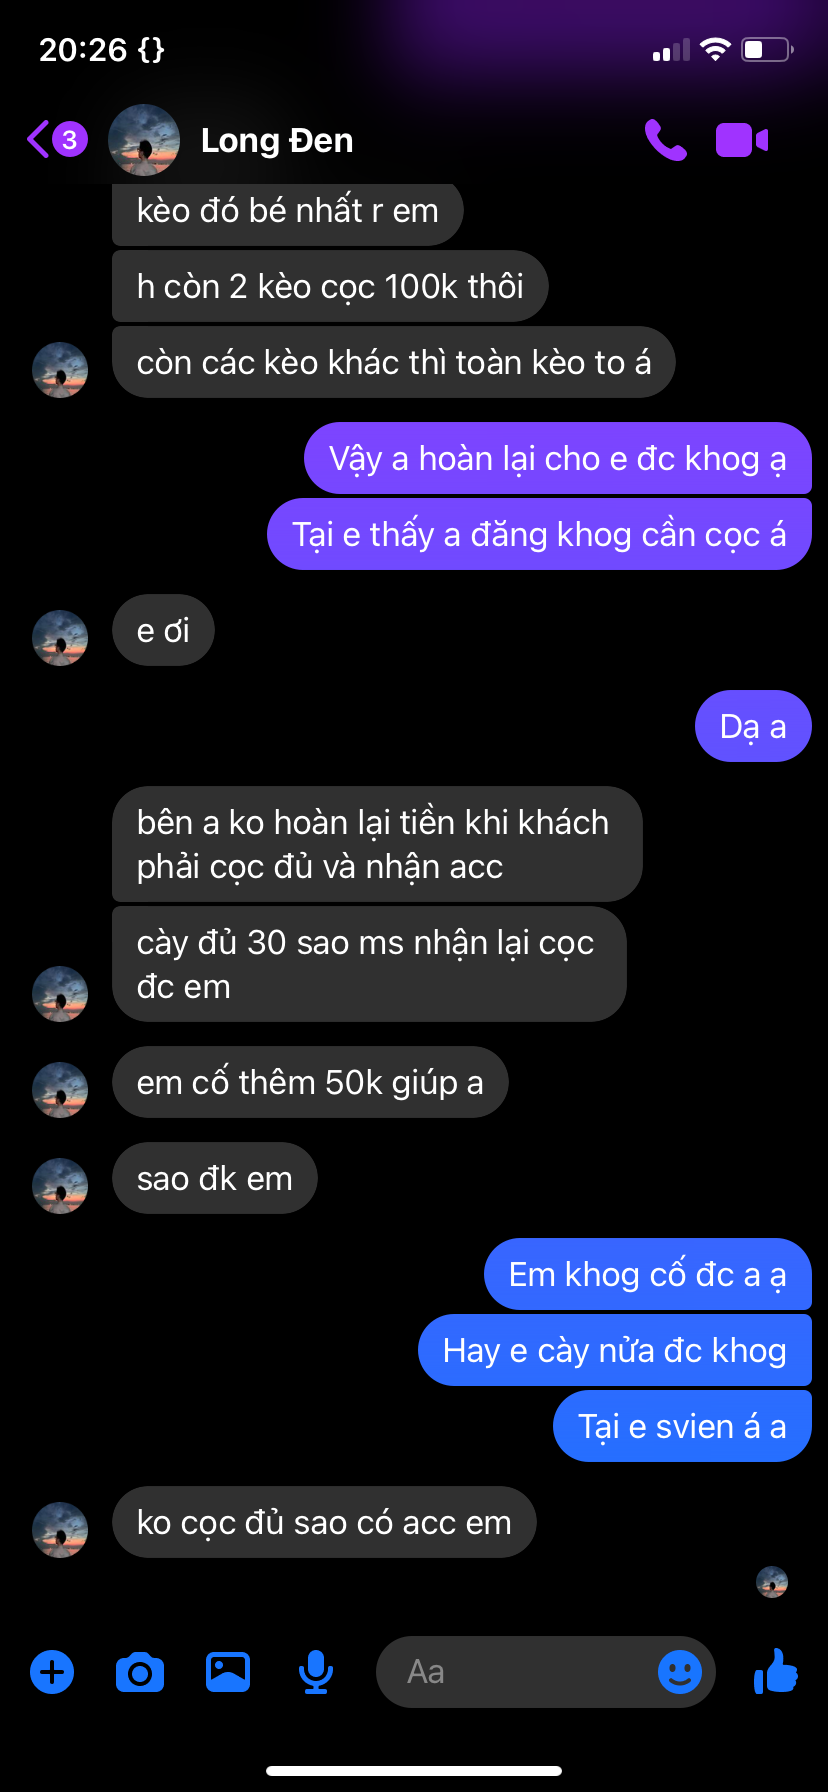 20:26 {}
3
Long Đen
kèo đó bé nhất r em
h còn 2 kèo cọc 100k thôi
còn các kèo khác thì toàn kèo to á
Vậy a hoàn lại cho e đc khog ạ
Tại e thấy a đăng khog cần cọc á
e ơi
Dạ a
bên a ko hoàn lại tiền khi khách
phải cọc đủ và nhận acc
cày đủ 30 sao ms nhận lại cọc
đc em
em cố thêm 50k giúp a
sao đk em
Em khog cố đc a ạ
Hay e cày nửa đc khog
Tại e svien á a
ko cọc đủ sao có acc em
Aa